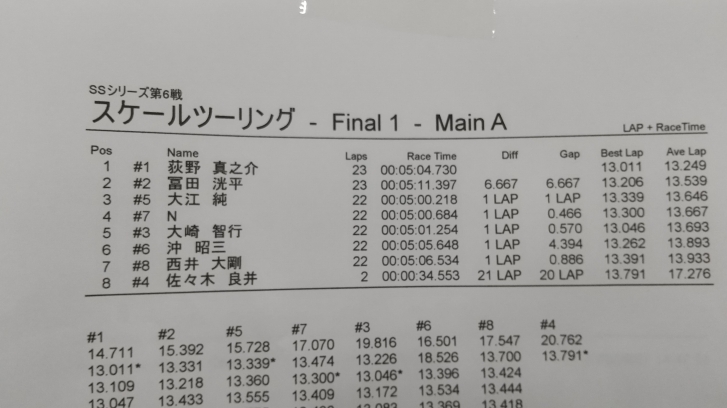 SSシリーズ第6戦
スケールツーリング - Final 1 - Main A
LAP + RaceTime
Pos Name Laps Race Time Diff Gap Best Lap Ave Lap
1 #1 荻野 真之介 23 00:05:04.730 13.011 13.249
2 #2 冨田 洸平 23 00:05:11.397 6.667 6.667 13.206 13.539
3 #5 大江 純 22 00:05:00.218 1 LAP 1 LAP 13.339 13.646
4 #7 N 22 00:05:00.684 1 LAP 0.466 13.300 13.667
5 #3 大崎 智行 22 00:05:01.254 1 LAP 0.570 13.046 13.693
6 #6 沖 昭三 22 00:05:05.648 1 LAP 4.394 13.262 13.893
7 #8 西井 大剛 22 00:05:06.534 1 LAP 0.886 13.391 13.933
8 #4 佐々木 良并 2 00:00:34.553 21 LAP 20 LAP 13.791 17.276
#1 #2 #5 #7 #3 #6 #8 #4
14.711 15.392 15.728 17.070 19.816 16.501 17.547 20.762
13.011* 13.331 13.339* 13.474 13.226 18.526 13.700 13.791*
13.109 13.218 13.360 13.300* 13.046* 13.396 13.424
13.047 13.433 13.555 13.409 13.172 13.534 13.444
13.369 13.418